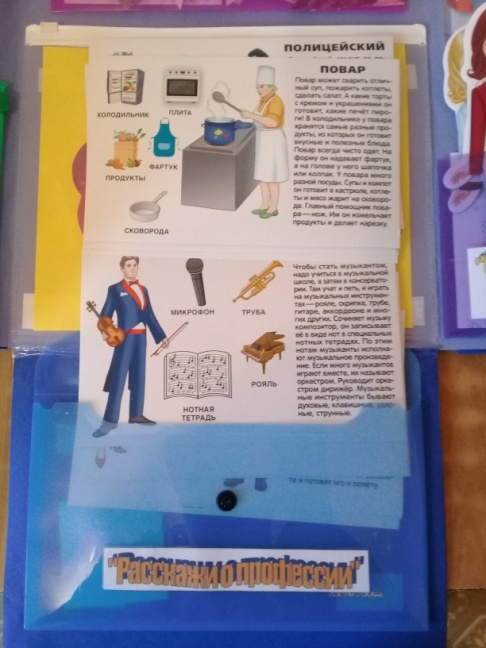 ПОЛИЦЕЙСКИЙ
ПОВАР
Повар может сварить отлич-
ный суп, пожарить котлеты,
сделать салат. А какие торты
с кремом и украшениями он
готовит, какие печёт пиро-
ги! В холодильнике у повара
хранятся самые разные про-
дукты, из которых он готовит
вкусные и полезные блюда.
Повар всегда чисто одет. На
форму он надевает фартук,
а на голове у него шапочка
или колпак. У повара много
разной посуды. Супы и компот
он готовит в кастрюле, котле-
ты и мясо жарит на сковоро-
де. Главный помощник пова-
ра — нож. Им он измельчает
продукты и делает нарезку.
ХОЛОДИЛЬНИК
ПЛИТА
ПРОДУКТЫ
ФАРТУК
СКОВОРОДА
Чтобы стать музыкантом,
надо учиться в музыкальной
школе, а затем в консервато-
рии. Там учат и петь, и играть
на музыкальных инструмен-
тах — рояле, скрипке, трубе,
гитаре, аккордеоне и мно-
гих других. Сочиняет музыку
композитор, он записывает
её в виде нот в специальных
нотных тетрадях. По этим
нотам музыканты исполня-
ют музыкальное произведе-
ние. Если много музыкантов
играют вместе, их называют
оркестром. Руководит орке-
стром дирижёр. Музыкаль-
ные инструменты бывают
духовые, клавишные,
ные, струнные.
МИКРОФОН
ТРУБА
РОЯЛЬ
НОТНАЯ
ТЕТРАДЬ
та и готовят его к полёту.
"Расскажи о профессии"